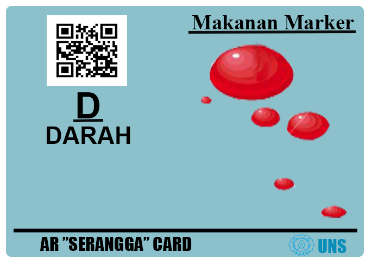 Makanan Marker
D
DARAH
AR "SERANGGA" CARD
UNS